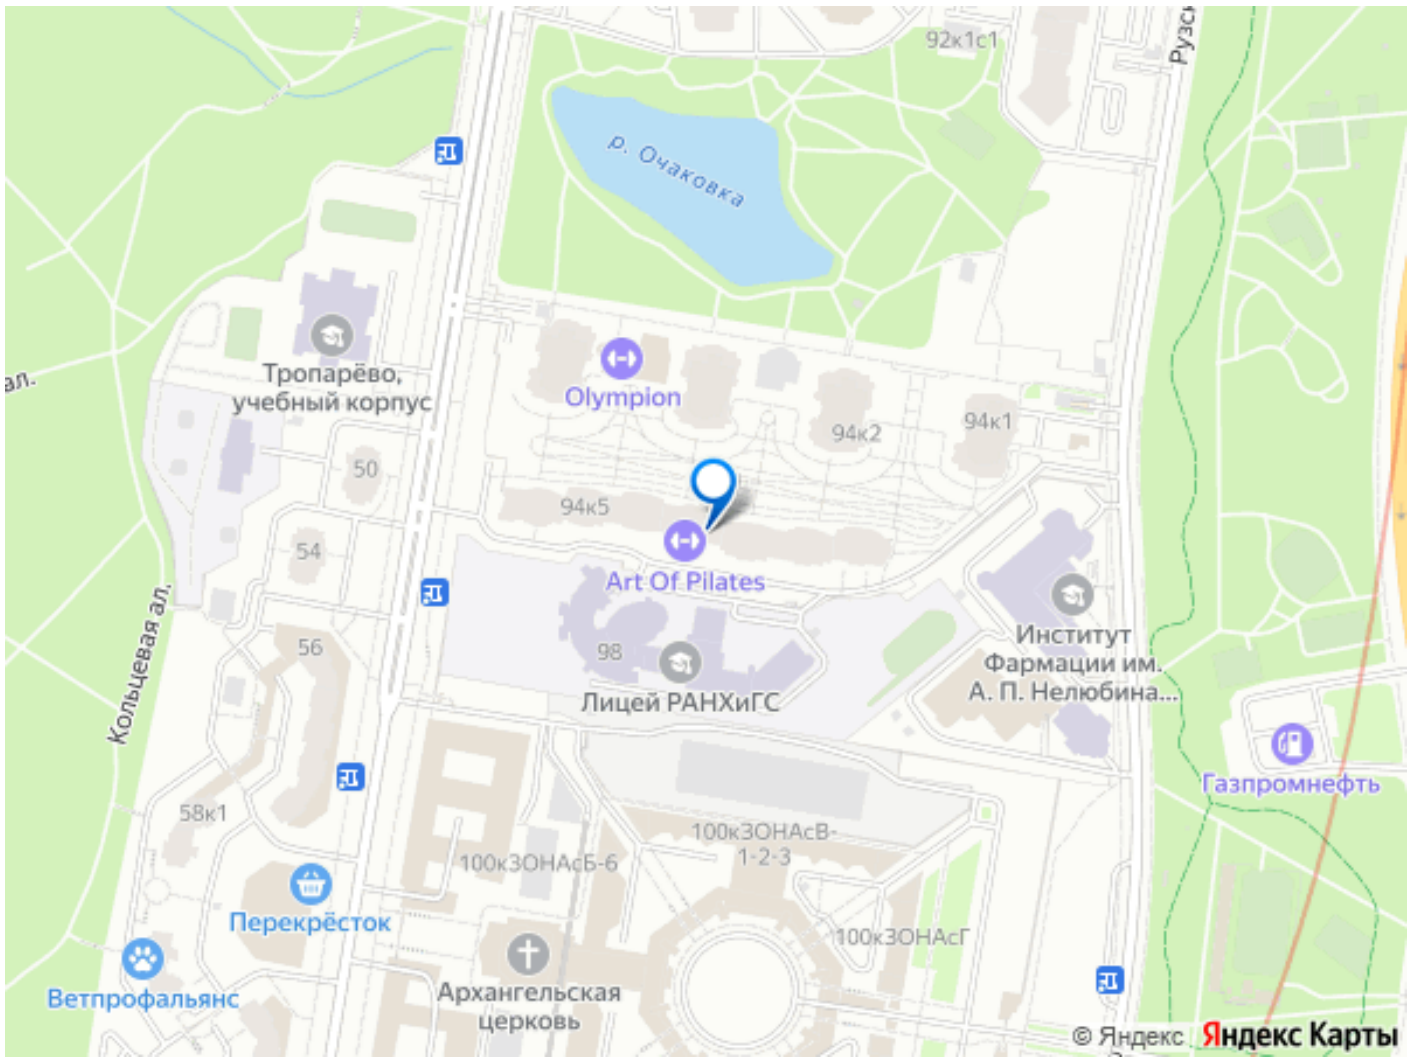 92к1с1
Рузск
р. Очаковка
ал.
Тропарёво,
учебный корпус
Olympion
94к2
94к1
50
94к5
54
Art Of Pilates
Кольцевая ал.
56
98
Лицей РАНХиГС
Институт
Фармации им.
А. П. Нелюбина...
Газпромнефть
58к1
100кЗОНАсБ-6
100кЗОНАсВ-
1-2-3
Перекрёсток
100кЗОНАсГ
Ветпрофальянс
Архангельская
церковь
© Яндекс Яндекс Карты